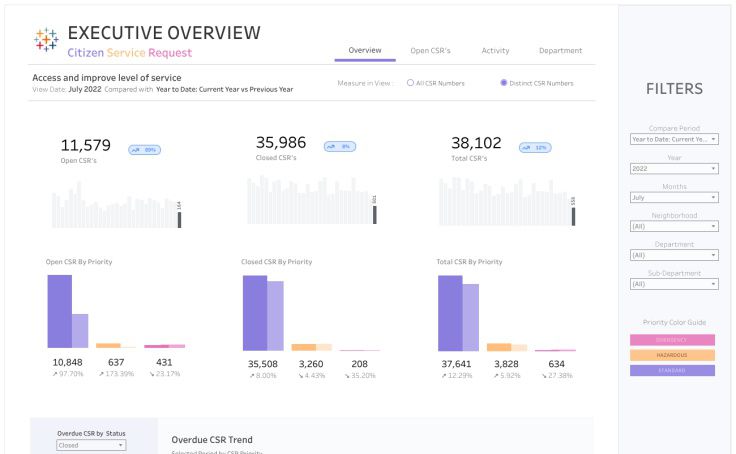 EXECUTIVE OVERVIEW
Citizen Service Request
Overview
Open CSR's
Activity
Department
Access and improve level of service
View Date: July 2022 Compared with Year to Date: Current Year vs Previous Year
Measure in View :
All CSR Numbers
Distinct CSR Numbers
11,579
89%
Open CSR's
35,986
8%
Closed CSR's
38,102
12%
Total CSR's
164
501
558
Open CSR By Priority
Closed CSR By Priority
Total CSR By Priority
10,848 637 431
↗ 97.70% ↗ 173.39% ↘ 23.17%
35,508 3,260 208
↗ 8.00% ↘ 4.43% ↘ 35.20%
37,641 3,828 634
↗ 12.29% ↗ 5.92% ↘ 27.38%
Overdue CSR by Status
Closed
Overdue CSR Trend
Selected Period by CSR Priority
FILTERS
Compare Period
Year to Date: Current Ye...
Year
2022
Months
July
Neighborhood
(All)
Department
(All)
Sub-Department
(All)
Priority Color Guide
EMERGENCY
HAZARDOUS
STANDARD